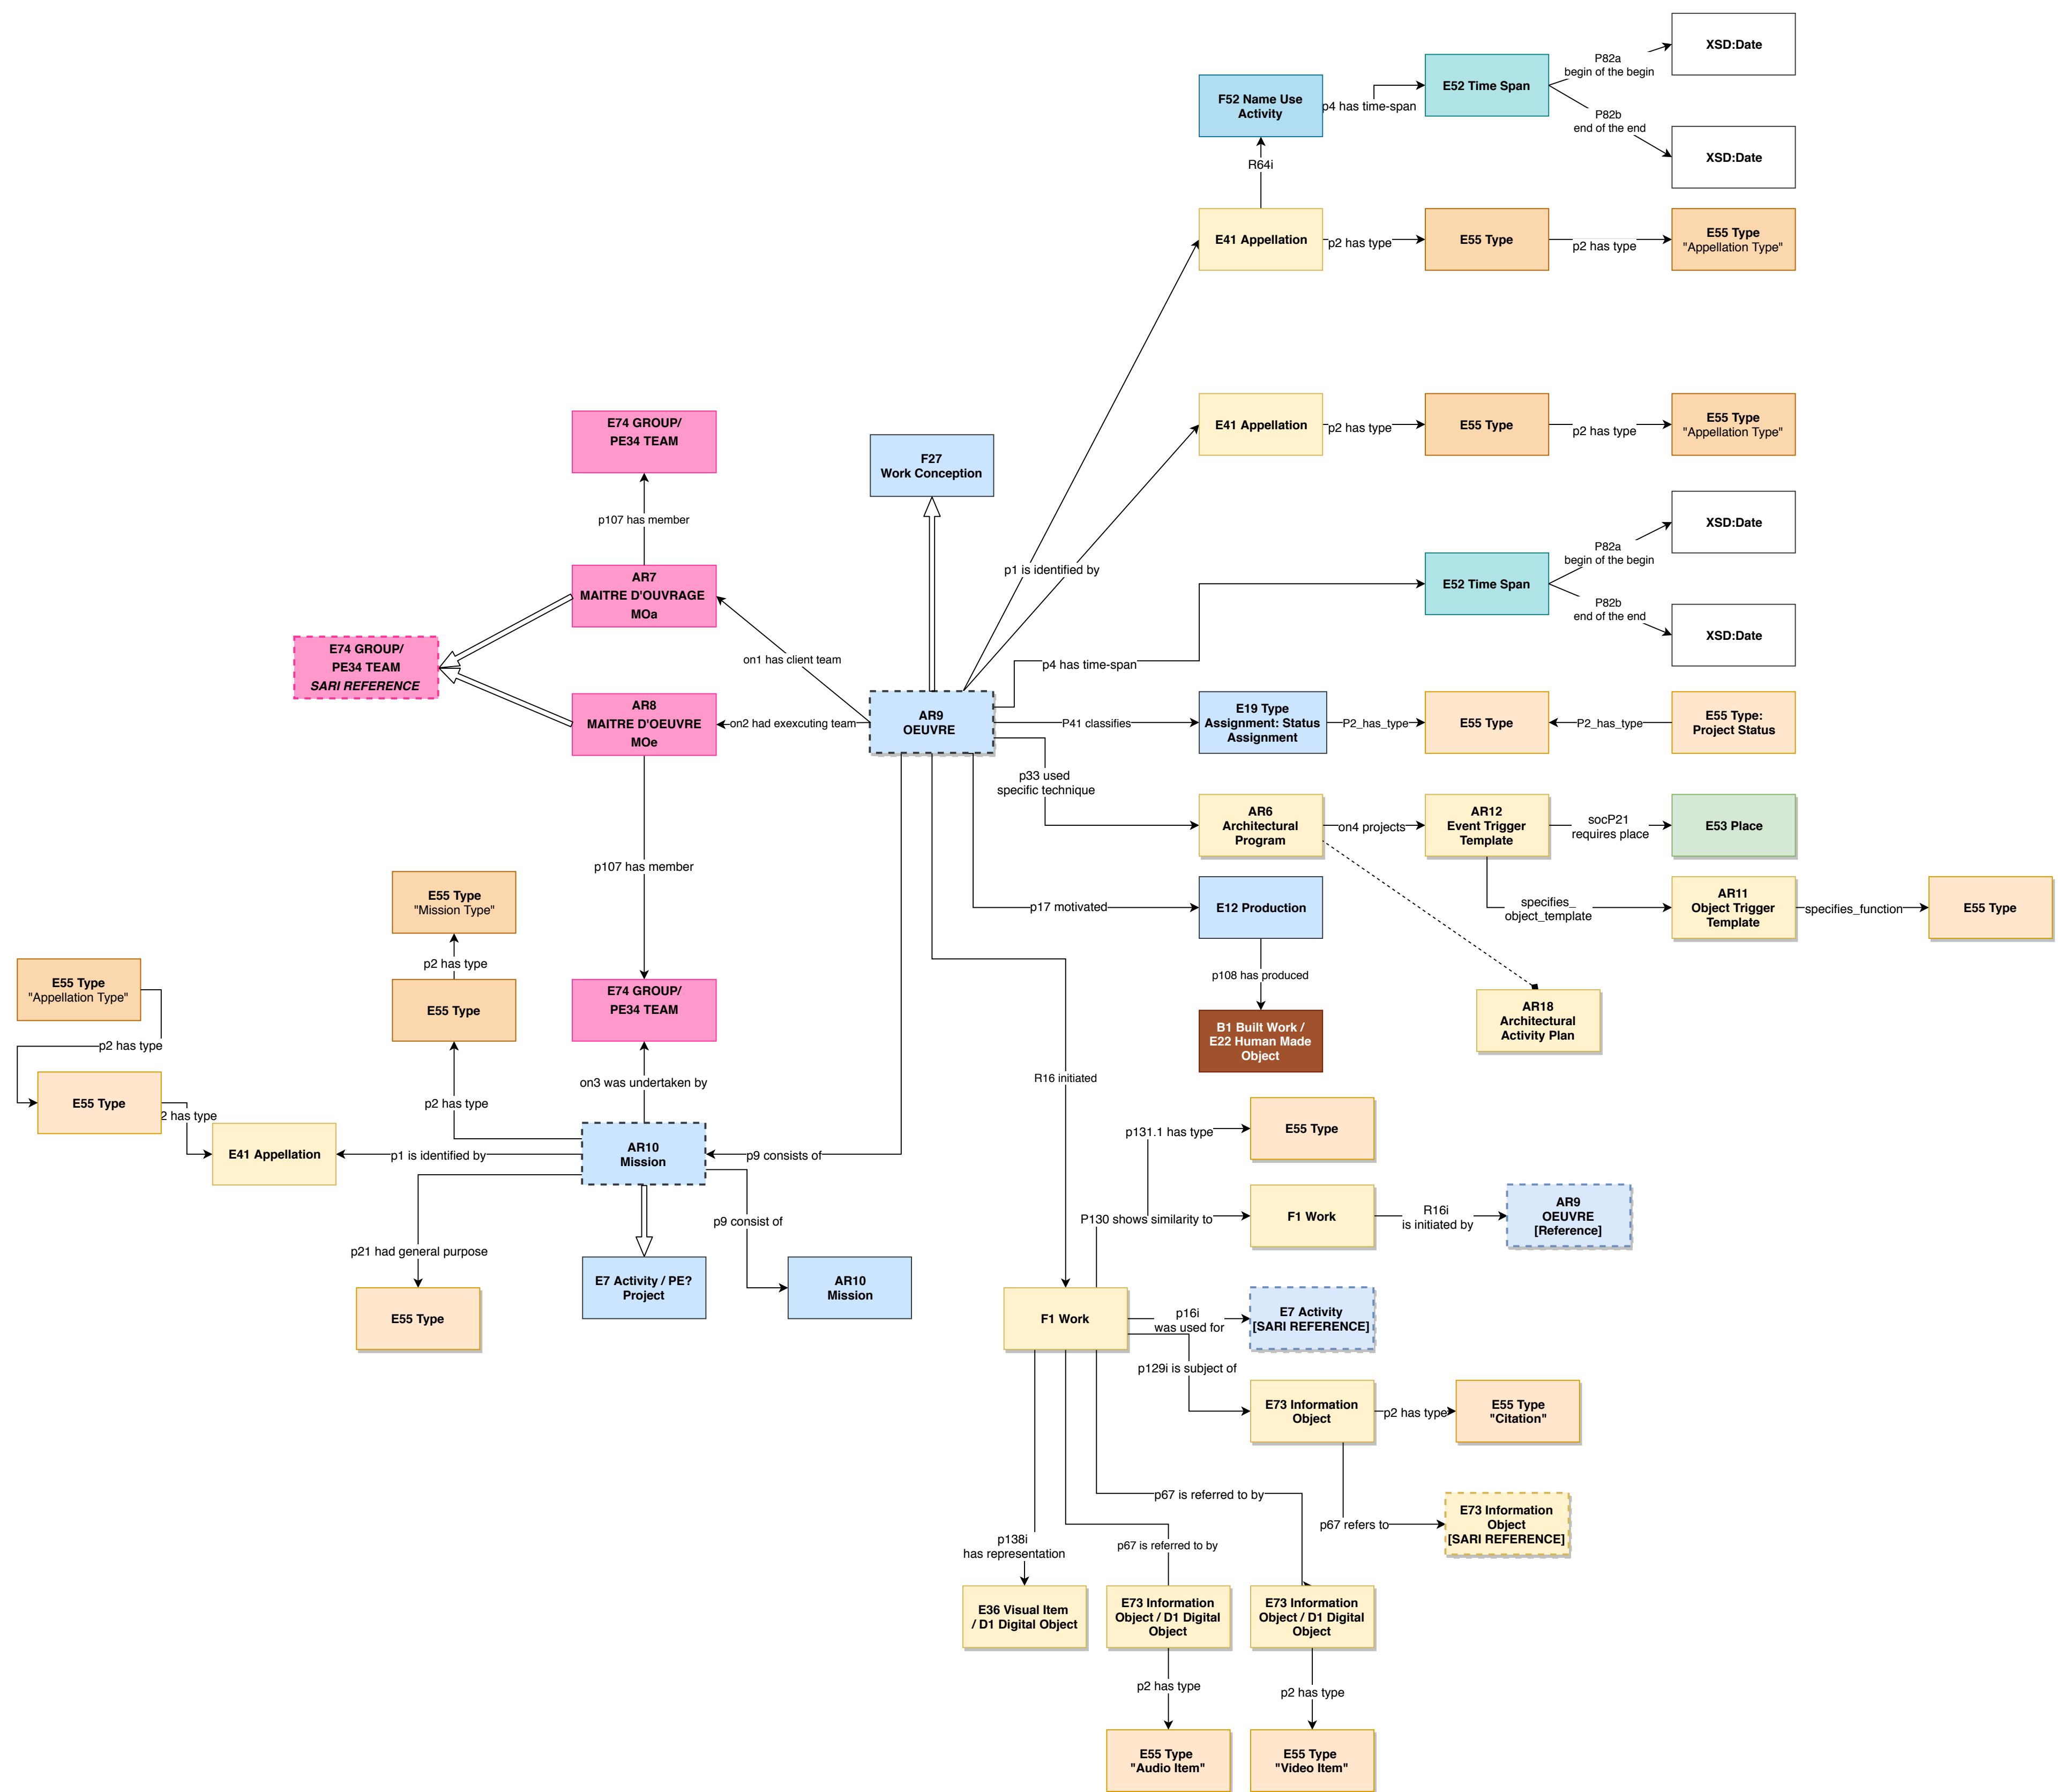 XSD:Date
P82a
begin of the begin
E52 Time Span
F52 Name Use
Activity
p4 has time-span
P82b
end of the end
XSD:Date
R64i
E41 Appellation
p2 has type
E55 Type
p2 has type
E55 Type
"Appellation Type"
E74 GROUP/
PE34 TEAM
E41 Appellation
p2 has type
E55 Type
p2 has type
E55 Type
"Appellation Type"
F27
Work Conception
p107 has member
XSD:Date
P82a
begin of the begin
p1 is identified by
E52 Time Span
P82b
end of the end
XSD:Date
AR7
MAITRE D'OUVRAGE
MOa
E74 GROUP/
PE34 TEAM
SARI REFERENCE
on1 has client team
p4 has time-span
AR8
MAITRE D'OEUVRE
MOe
on2 had exexcuting team
AR9
OEUVRE
P41 classifies
E19 Type
Assignment: Status
Assignment
P2_has_type
E55 Type
P2_has_type
E55 Type:
Project Status
p33 used
specific technique
AR6
Architectural
Program
on4 projects
AR12
Event Trigger
Template
socP21
requires place
E53 Place
p107 has member
E55 Type
"Mission Type"
p17 motivated
E12 Production
specifies_
object_template
AR11
Object Trigger
Template
specifies_function
E55 Type
p2 has type
E55 Type
"Appellation Type"
E55 Type
E74 GROUP/
PE34 TEAM
p108 has produced
AR18
Architectural
Activity Plan
B1 Built Work /
E22 Human Made
Object
p2 has type
on3 was undertaken by
R16 initiated
E55 Type
2 has type
p2 has type
p131.1 has type
E55 Type
E41 Appellation
p1 is identified by
AR10
Mission
p9 consists of
p9 consist of
P130 shows similarity to
F1 Work
R16i
is initiated by
AR9
OEUVRE
[Reference]
p21 had general purpose
E7 Activity / PE?
Project
AR10
Mission
E55 Type
F1 Work
p16i
was used for
E7 Activity
[SARI REFERENCE]
p129i is subject of
E73 Information
Object
p2 has type
E55 Type
"Citation"
p67 is referred to by
p67 refers to
E73 Information
Object
[SARI REFERENCE]
p138i
has representation
p67 is referred to by
E36 Visual Item
/ D1 Digital Object
E73 Information
Object / D1 Digital
Object
E73 Information
Object / D1 Digital
Object
p2 has type
p2 has type
E55 Type
"Audio Item"
E55 Type
"Video Item"